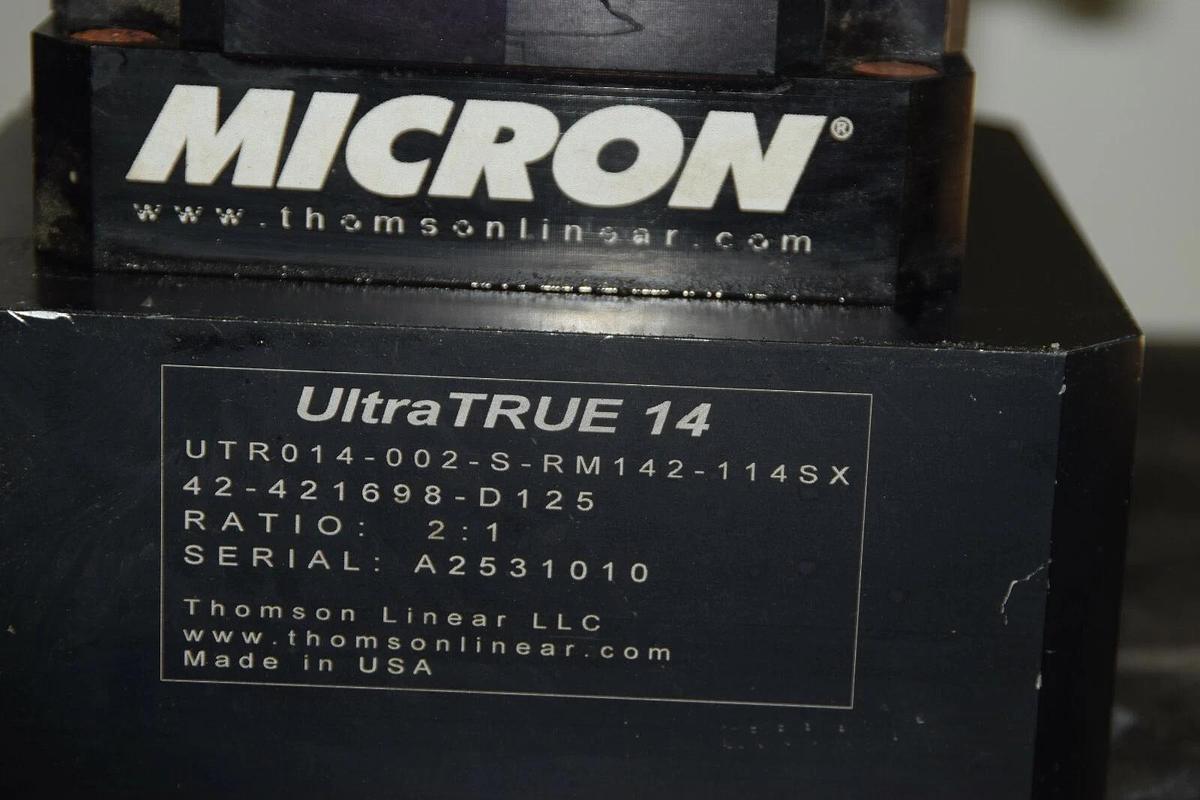 MICRON®
www.thomsonlinear.com
UltraTRUE 14
UTR014-002-S-RM142-114SX
42-421698-D125
RATIO: 2:1
SERIAL: A2531010
Thomson Linear LLC
www.thomsonlinear.com
Made in USA